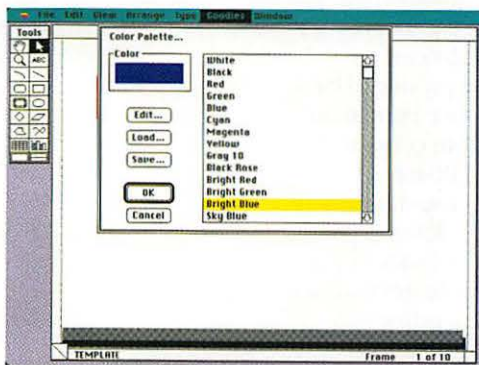 File Edit View Arrange Type Goodies Window
Tools
ABC
Color Palette...
Color
Edit...
Load...
Save...
OK
Cancel
White
Black
Red
Green
Blue
Cyan
Magenta
Yellow
Gray 10
Black Rose
Bright Red
Bright Green
Bright Blue
Sky Blue
TEMPLATE
Frame 1 of 10